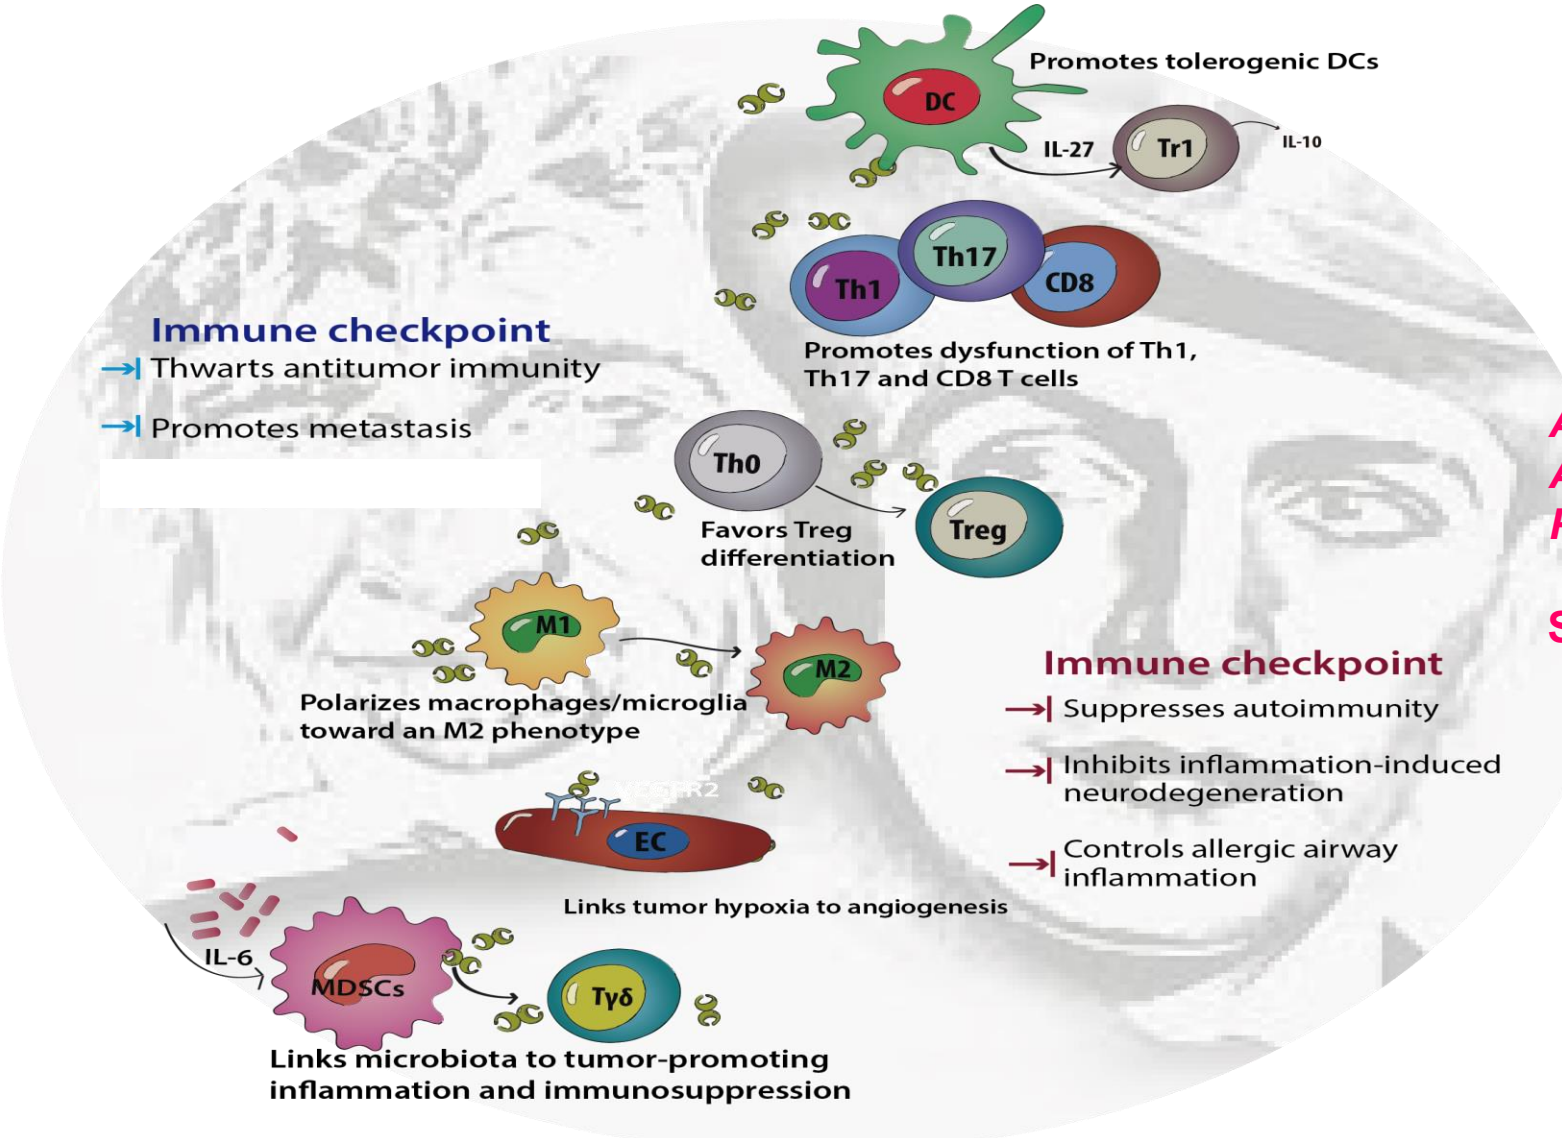 Promotes tolerogenic DCs
DC
IL-27
Tr1
IL-10
Th1
Th17
CD8
Promotes dysfunction of Th1,
Th17 and CD8 T cells
Immune checkpoint
Thwarts antitumor immunity
Promotes metastasis
Th0
Treg
Favors Treg
differentiation
M1
M2
Polarizes macrophages/microglia
toward an M2 phenotype
Immune checkpoint
Suppresses autoimmunity
Inhibits inflammation-induced
neurodegeneration
Controls allergic airway
inflammation
EC
Links tumor hypoxia to angiogenesis
IL-6
MDSCs
Tγδ
Links microbiota to tumor-promoting
inflammation and immunosuppression